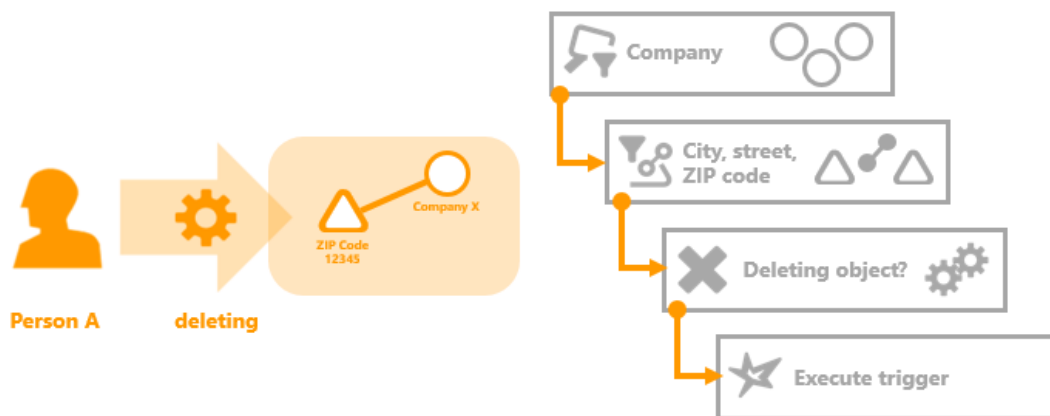 Company
City, street,
ZIP code
Company X
ZIP Code
12345
Deleting object?
Person A
deleting
Execute trigger